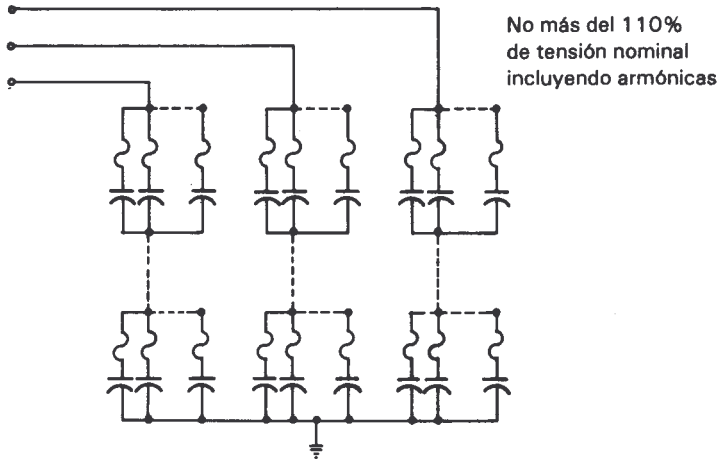 No más del 110%
de tensión nominal
incluyendo armónicas